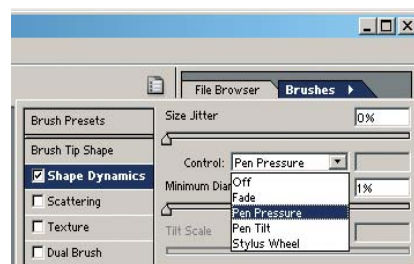 File Browser Brushes
Brush Presets
Size Jitter 0%
Brush Tip Shape
Control: Pen Pressure
Shape Dynamics
Minimum Diar 1%
Off
Fade
Scattering
Pen Pressure
Texture
Tilt Scale
Pen Tilt
Stylus Wheel
Dual Brush